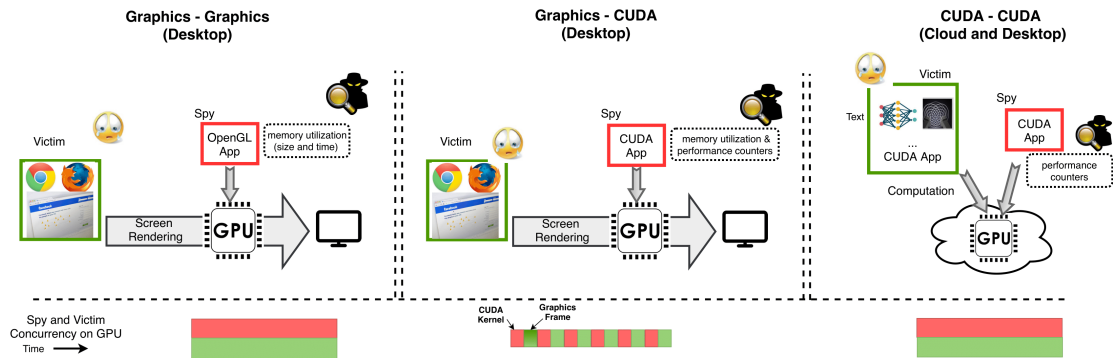 Graphics - Graphics
(Desktop)
Victim
Spy
OpenGL
App
memory utilization
(size and time)
Screen
Rendering
GPU
Graphics - CUDA
(Desktop)
Victim
Spy
CUDA
App
memory utilization &
performance counters
Screen
Rendering
GPU
CUDA - CUDA
(Cloud and Desktop)
Victim
Text
...
CUDA App
Spy
CUDA
App
performance
counters
Computation
GPU
Spy and Victim
Concurrency on GPU
Time
CUDA
Kernel
Graphics
Frame